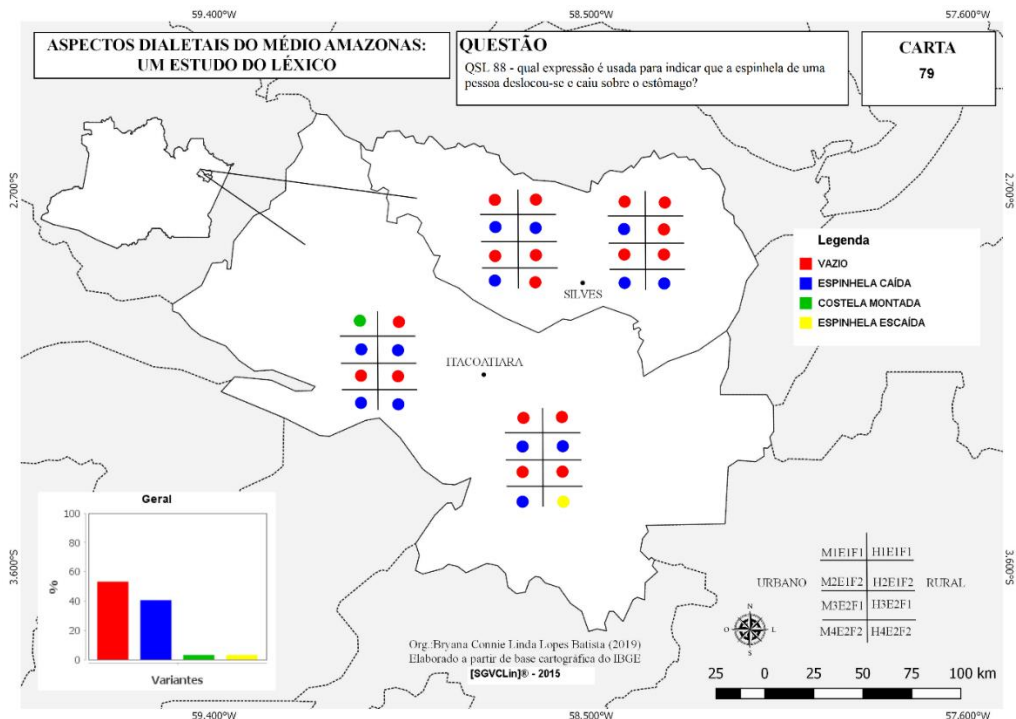 59.400°W
58.500°W
57.600°W
ASPECTOS DIALETAIS DO MÉDIO AMAZONAS:
UM ESTUDO DO LÉXICO
QUESTÃO
QSL 88 - qual expressão é usada para indicar que a espinhela de uma
pessoa deslocou-se e caiu sobre o estômago?
CARTA
79
2.700°S
2.700°S
Legenda
VAZIO
ESPINHELA CAÍDA
COSTELA MONTADA
ESPINHELA ESCAÍDA
SILVES
ITACOATIARA
Geral
100
80
60
40
20
0
%
Variantes
3.600°S
3.600°S
M1E1F1 H1E1F1
URBANO M2E1F2 H2E1F2 RURAL
M3E2F1 H3E2F1
M4E2F2 H4E2F2
N
O L
S
Org:Bryana Connie Linda Lopes Batista (2019)
Elaborado a partir de base cartográfica do IBGE
[SGVCLin]® - 2015
25 0 25 50 75 100 km
59.400°W
58.500°W
57.600°W